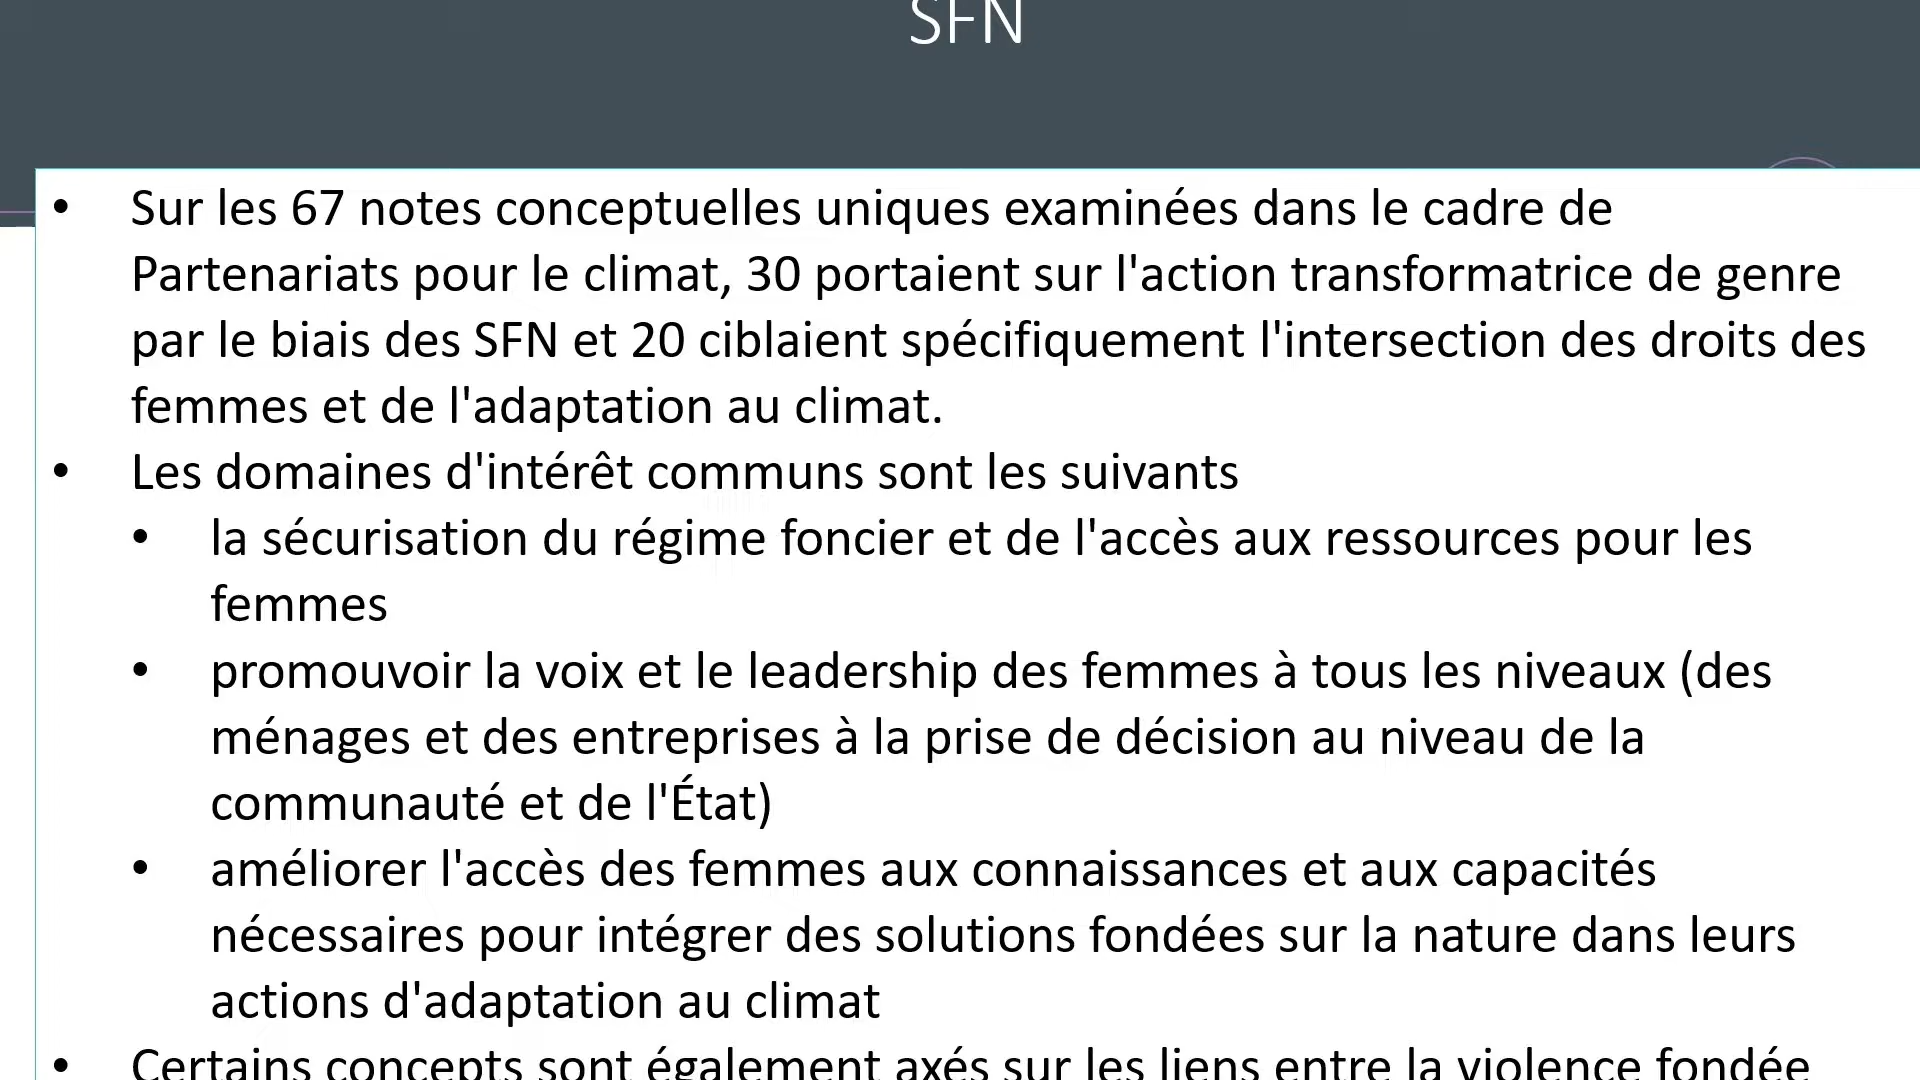 SFN
• Sur les 67 notes conceptuelles uniques examinées dans le cadre de
Partenariats pour le climat, 30 portaient sur l'action transformatrice de genre
par le biais des SFN et 20 ciblaient spécifiquement l'intersection des droits des
femmes et de l'adaptation au climat.
• Les domaines d'intérêt communs sont les suivants
• la sécurisation du régime foncier et de l'accès aux ressources pour les
femmes
• promouvoir la voix et le leadership des femmes à tous les niveaux (des
ménages et des entreprises à la prise de décision au niveau de la
communauté et de l'État)
• améliorer l'accès des femmes aux connaissances et aux capacités
nécessaires pour intégrer des solutions fondées sur la nature dans leurs
actions d'adaptation au climat
• Certains concepts sont également axés sur les liens entre la violence fondée